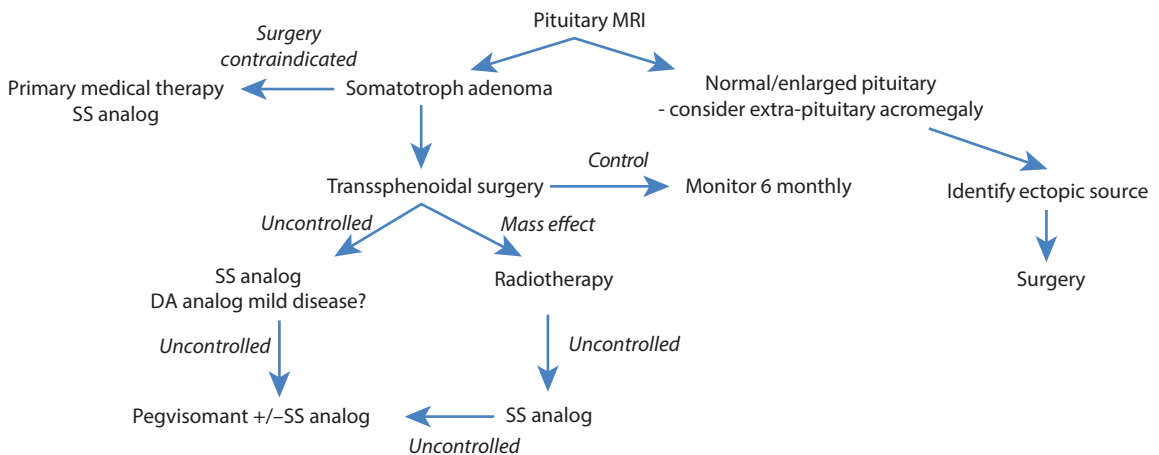 Pituitary MRI
Surgery
contraindicated
Primary medical therapy
SS analog
Somatotroph adenoma
Normal/enlarged pituitary
- consider extra-pituitary acromegaly
Transsphenoidal surgery
Control
Monitor 6 monthly
Identify ectopic source
Uncontrolled
Mass effect
SS analog
DA analog mild disease?
Radiotherapy
Surgery
Uncontrolled
Uncontrolled
Pegvisomant +/–SS analog
SS analog
Uncontrolled